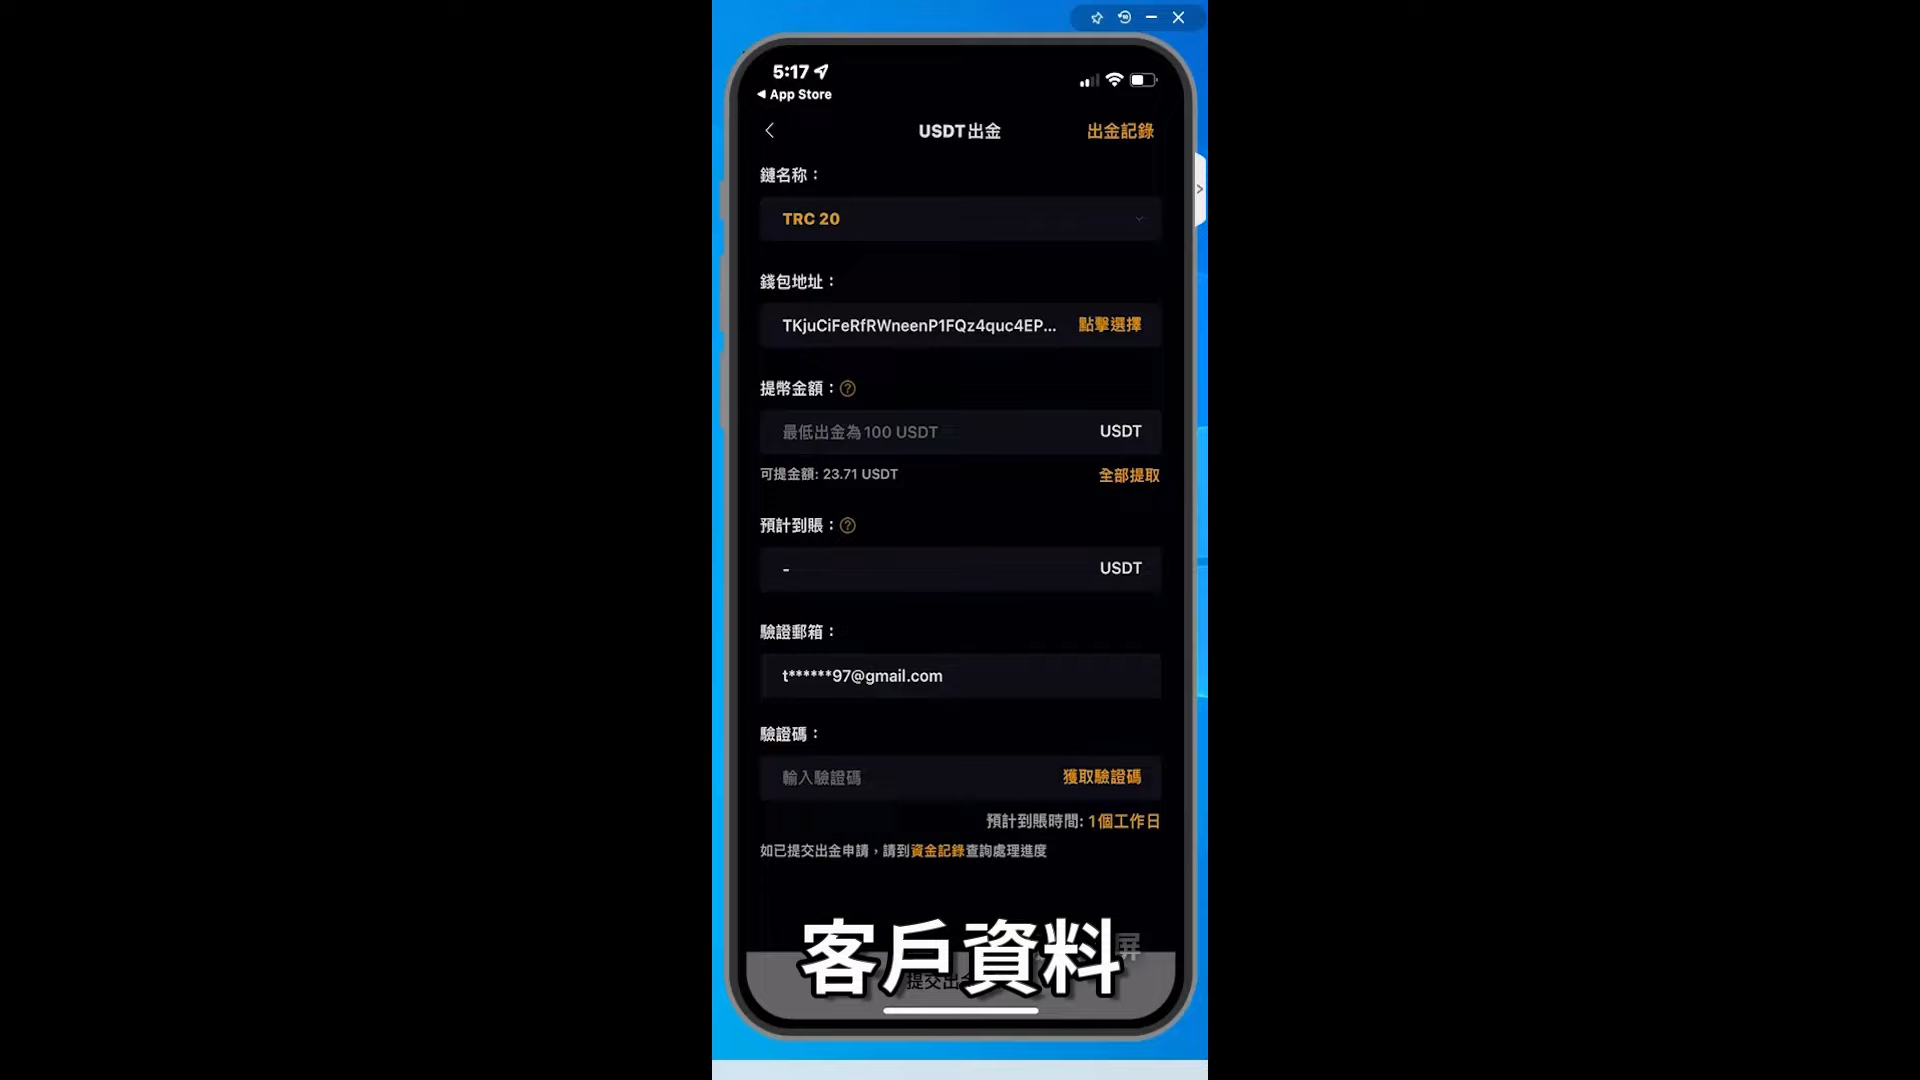 5:17
◀ App Store
USDT出金
出金記錄
鏈名称：
TRC 20
錢包地址：
TKjuCiFeRfRWneenP1FQz4quc4EP...
點擊選擇
提幣金額：
最低出金為100 USDT
USDT
可提金額: 23.71 USDT
全部提取
預計到賬：
-
USDT
驗證郵箱：
t******97@gmail.com
驗證碼：
輸入驗證碼
獲取驗證碼
預計到賬時間: 1個工作日
如已提交出金申請，請到資金記錄查詢處理進度
客戶資料
屏
提交出